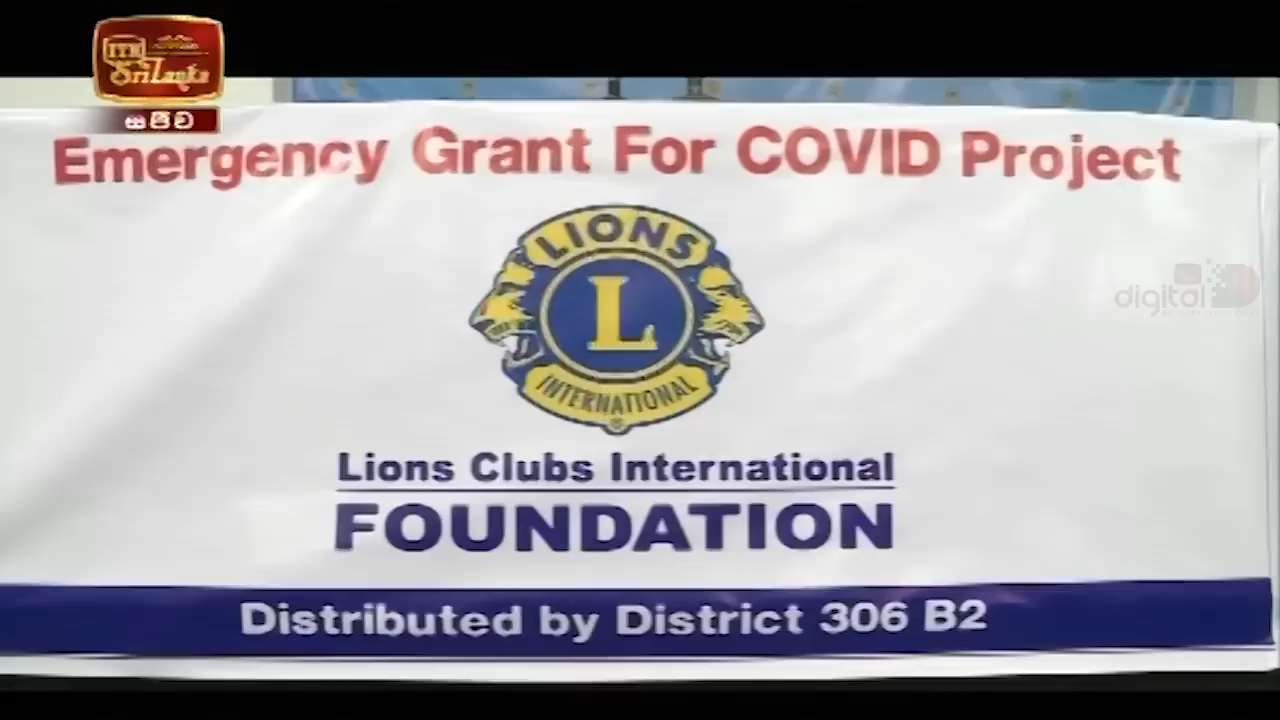 ITN
Sri Lanka
සජීව
Emergency Grant For COVID Project
LIONS
L
INTERNATIONAL
digital
Lions Clubs International
FOUNDATION
Distributed by District 306 B2